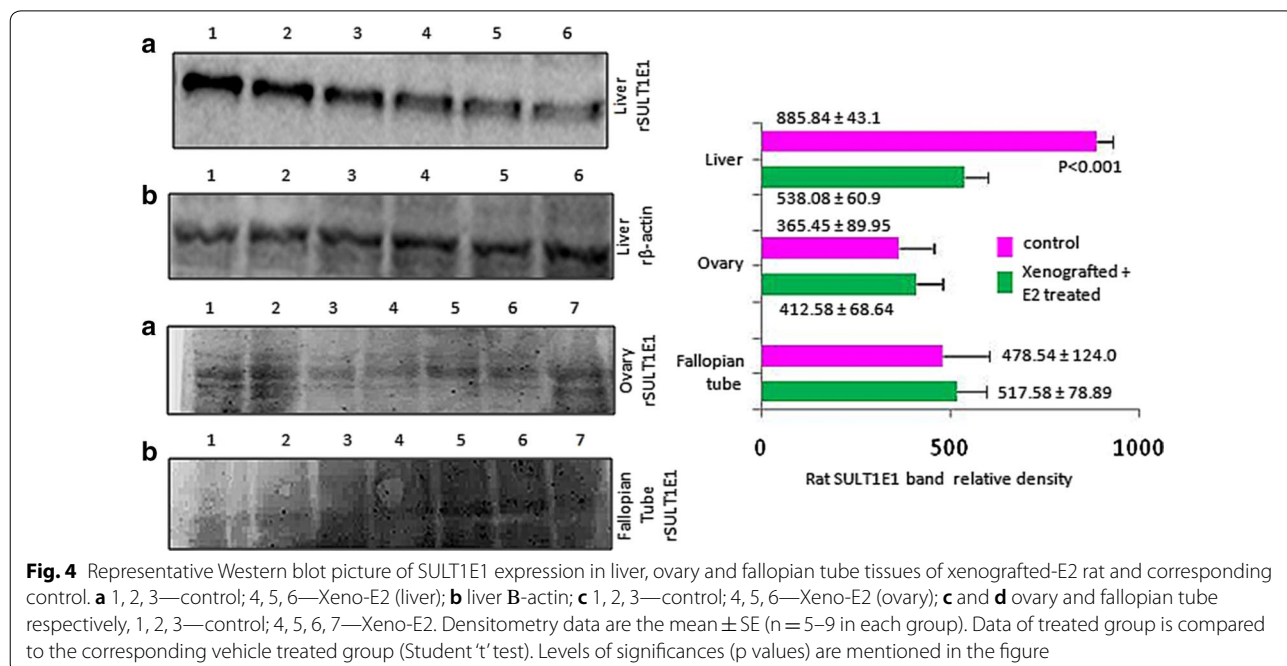 a
1 2 3 4 5 6
Liver
rSULT1E1
b
1 2 3 4 5 6
Liver
rβ-actin
a
1 2 3 4 5 6 7
Ovary
rSULT1E1
b
1 2 3 4 5 6 7
Fallopian
Tube
rSULT1E1
885.84 ± 43.1
Liver
P<0.001
538.08 ± 60.9
365.45 ± 89.95
Ovary
control
Xenografted +
E2 treated
412.58 ± 68.64
Fallopian
tube
478.54 ± 124.0
517.58 ± 78.89
0 500 1000
Rat SULT1E1 band relative density
Fig. 4 Representative Western blot picture of SULT1E1 expression in liver, ovary and fallopian tube tissues of xenografted-E2 rat and corresponding
control. a 1, 2, 3—control; 4, 5, 6—Xeno-E2 (liver); b liver B-actin; c 1, 2, 3—control; 4, 5, 6—Xeno-E2 (ovary); c and d ovary and fallopian tube
respectively, 1, 2, 3—control; 4, 5, 6, 7—Xeno-E2. Densitometry data are the mean ± SE (n = 5–9 in each group). Data of treated group is compared
to the corresponding vehicle treated group (Student ‘t’ test). Levels of significances (p values) are mentioned in the figure